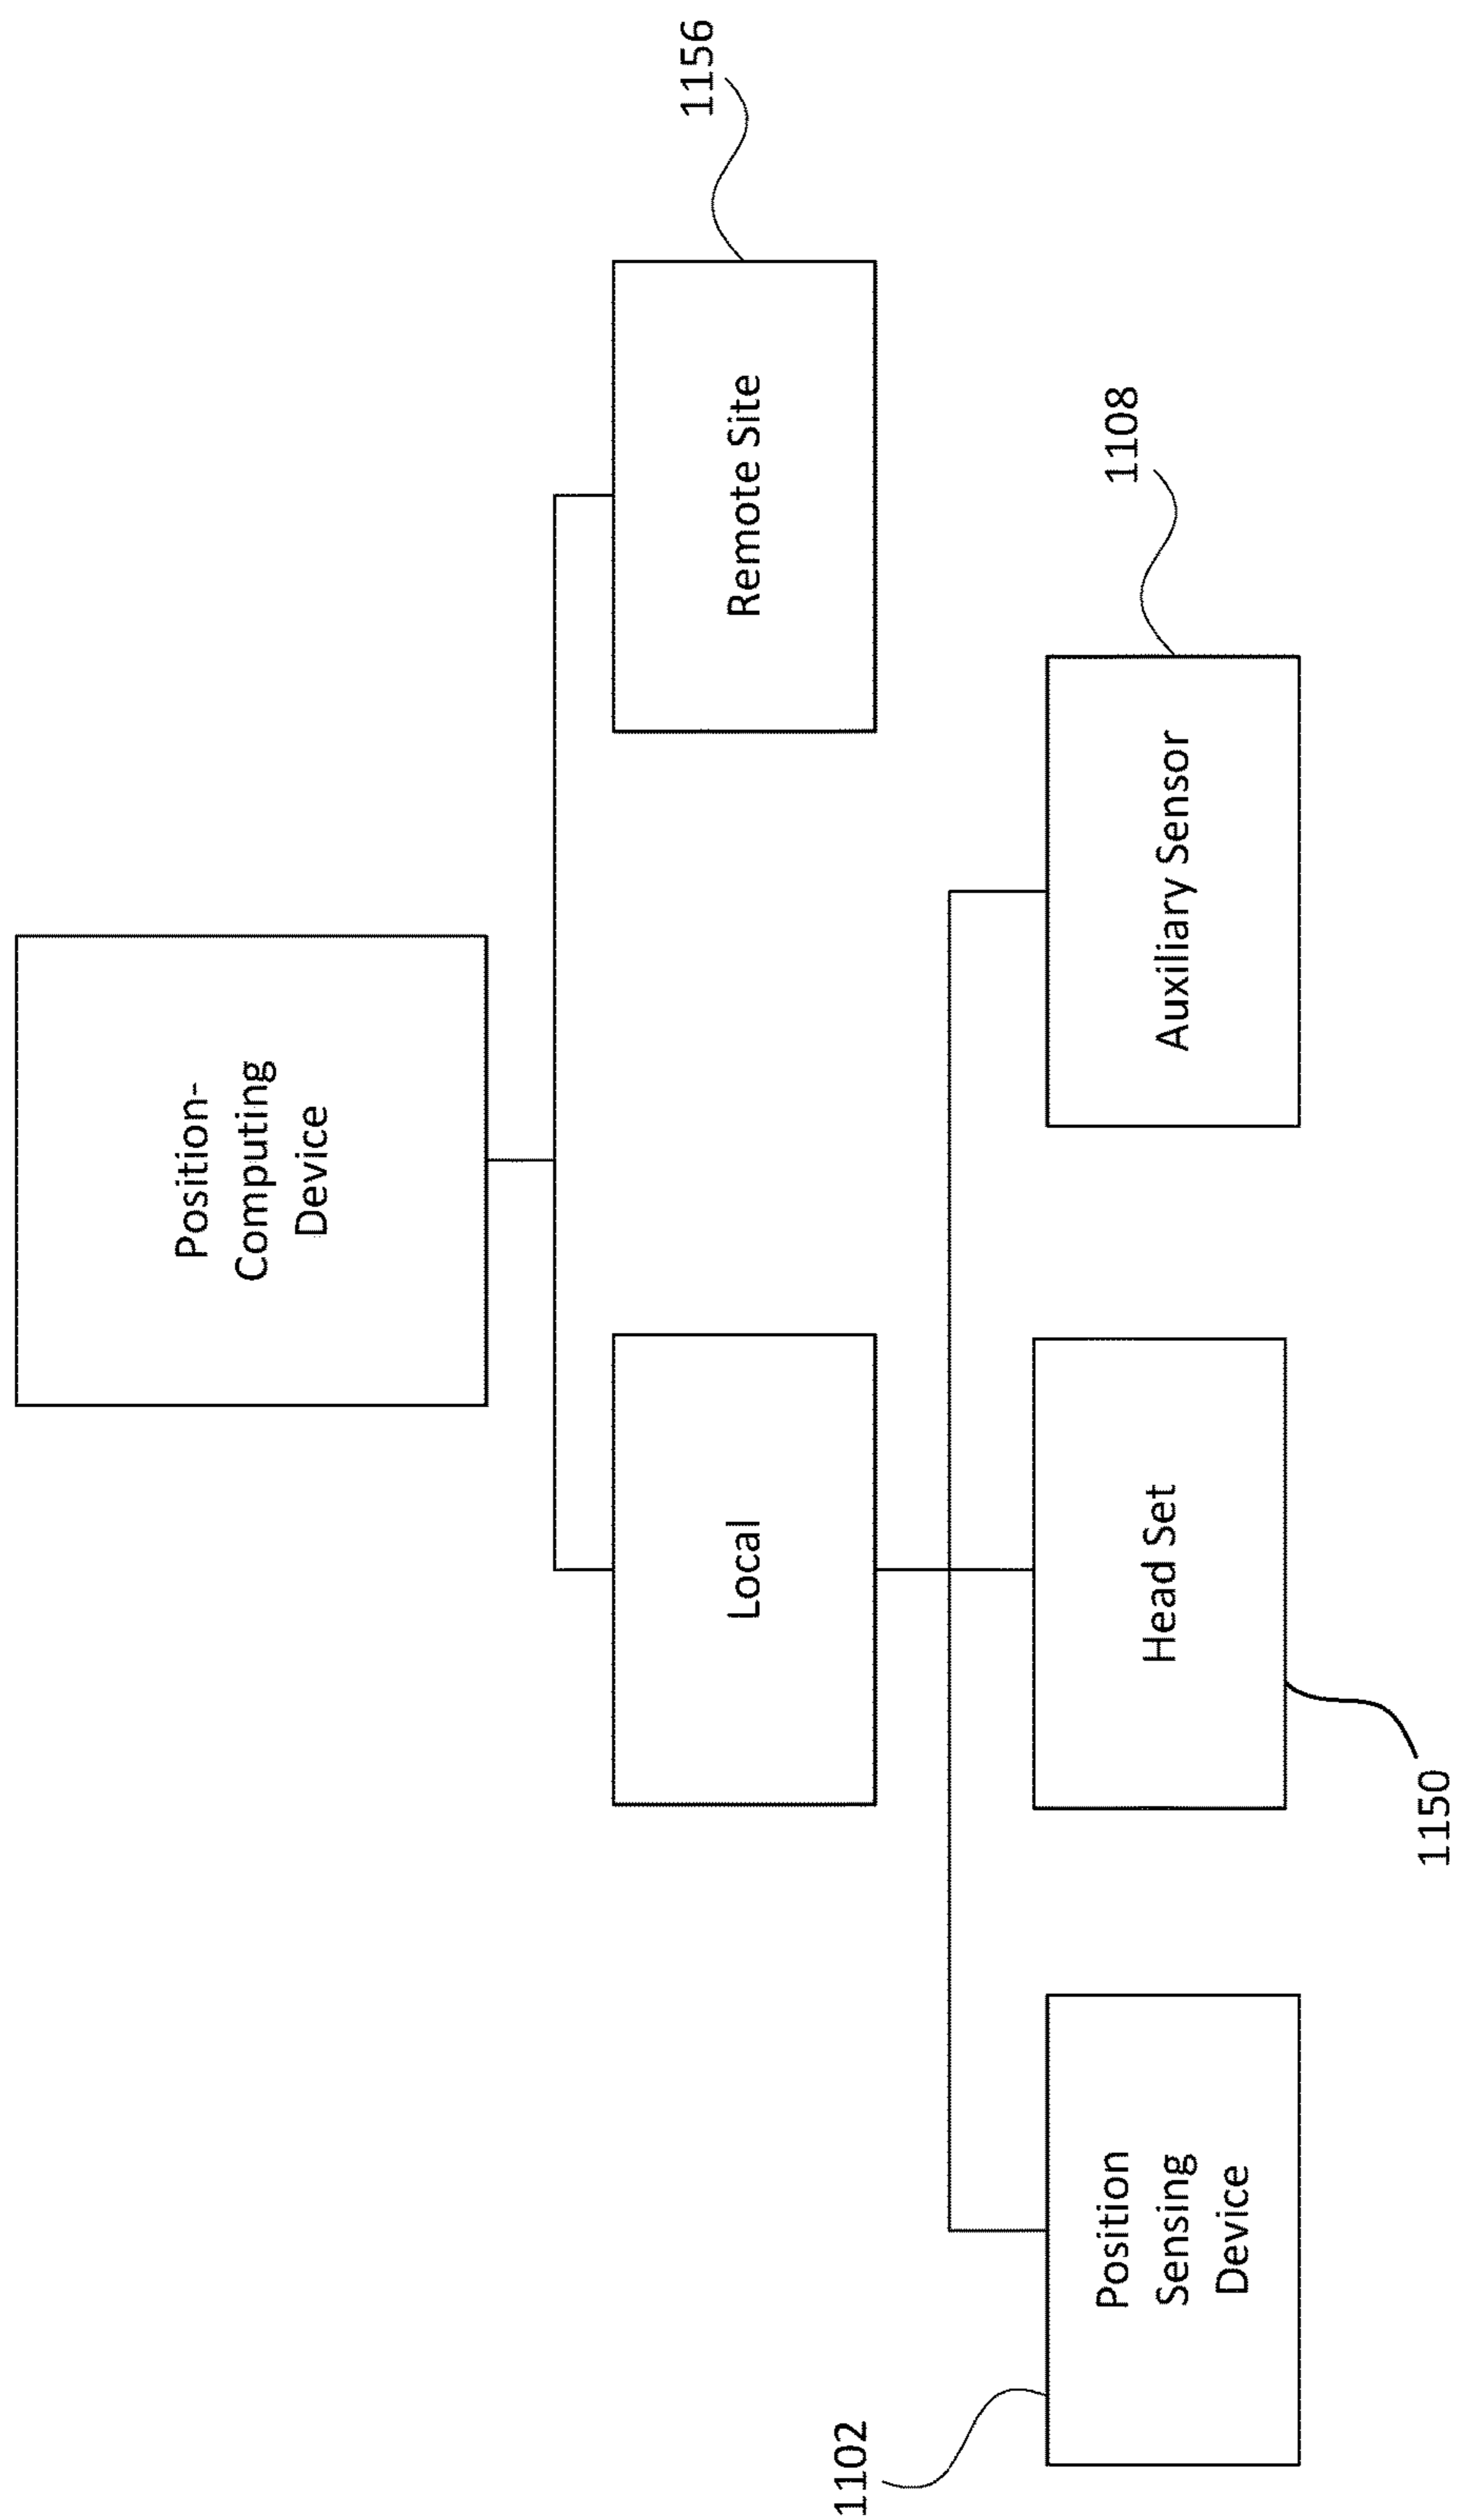 Position-
Computing
Device
1156
Local
Remote Site
1108
1102
Position
Sensing
Device
Head Set
Auxiliary Sensor
1150